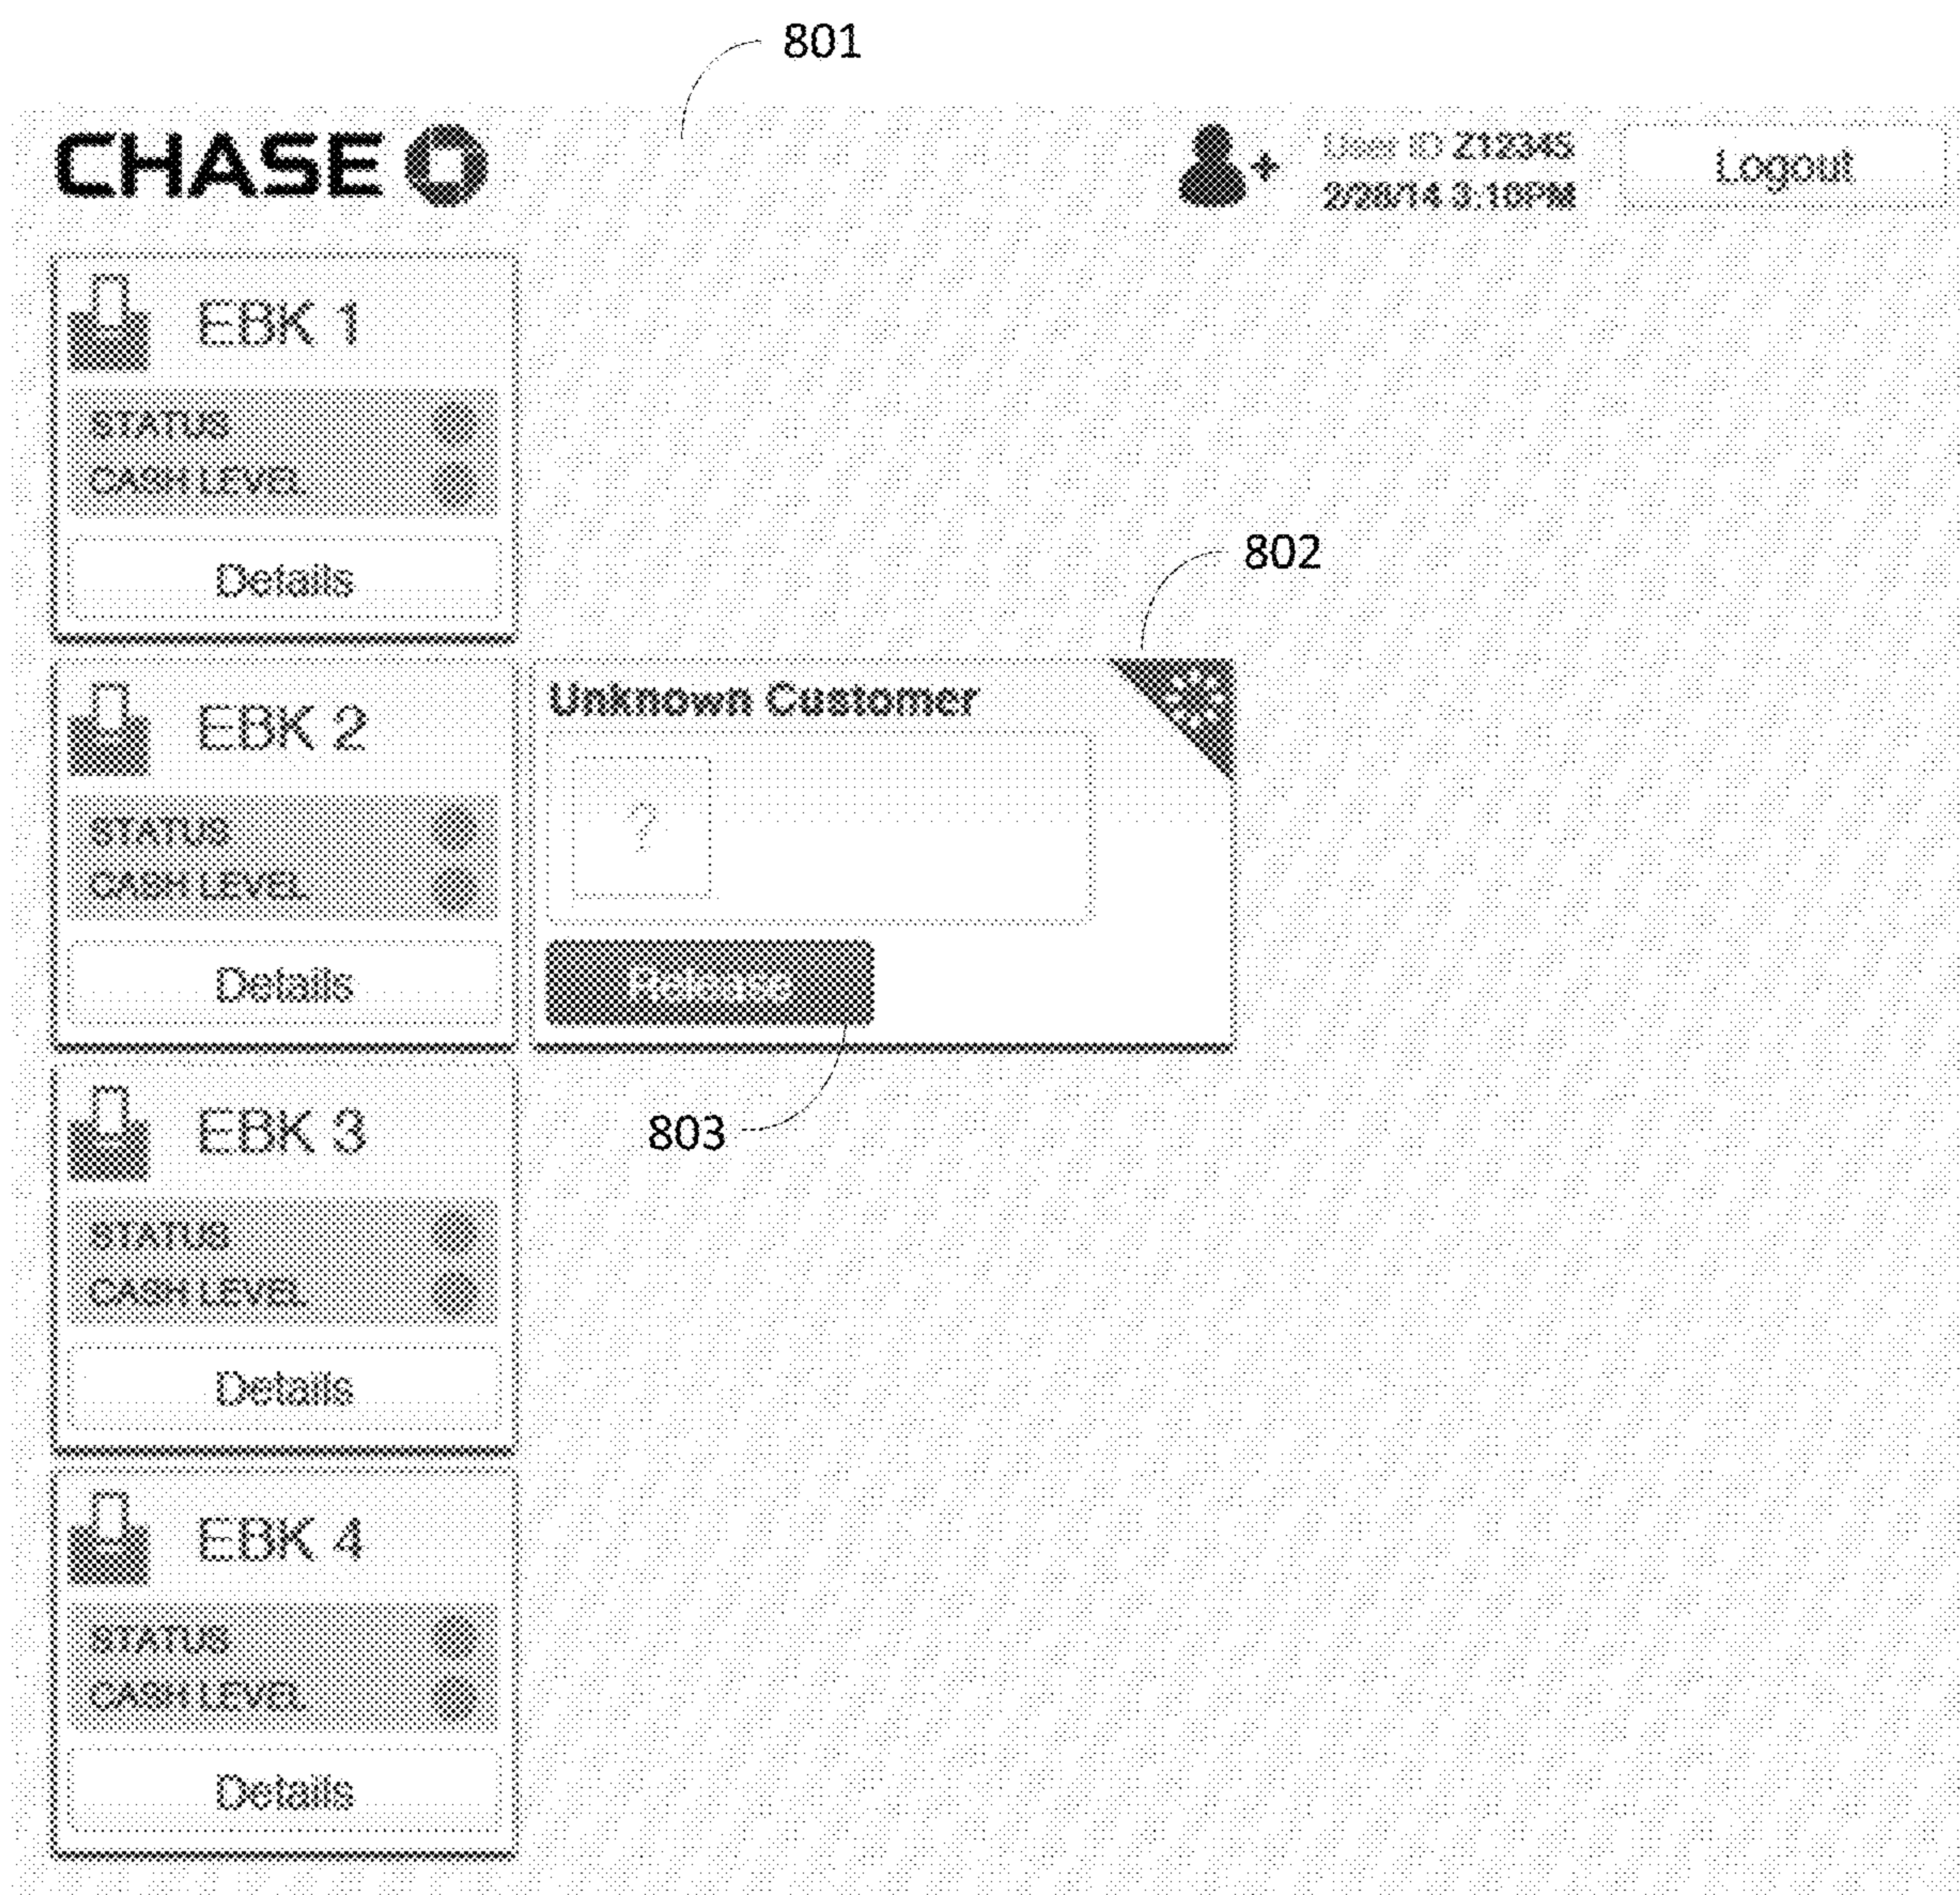 801
CHASE
User ID Z12345
2/28/14 3:10PM
Logout
EBK 1
STATUS
CASH LEVEL
Details
802
EBK 2
STATUS
CASH LEVEL
Details
Unknown Customer
?
Release
803
EBK 3
STATUS
CASH LEVEL
Details
EBK 4
STATUS
CASH LEVEL
Details